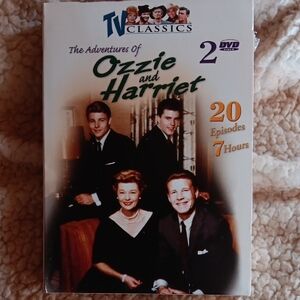 TV
CLASSICS
The Adventures Of
Ozzie
and
Harriet
2 DVD
20
Episodes
7 Hours